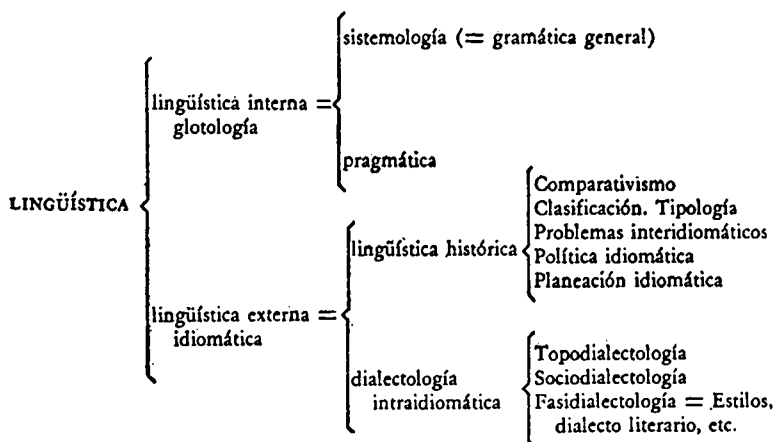 sistemología (= gramática general)
lingüística interna =
glotología
pragmática
LINGÜÍSTICA
Comparativismo
Clasificación. Tipología
lingüística histórica
Problemas interidiomáticos
Política idiomática
Planeación idiomática
lingüística externa =
idiomática
Topodialectología
dialectología
Sociodialectología
intraidiomática
Fasidialectología = Estilos,
dialecto literario, etc.